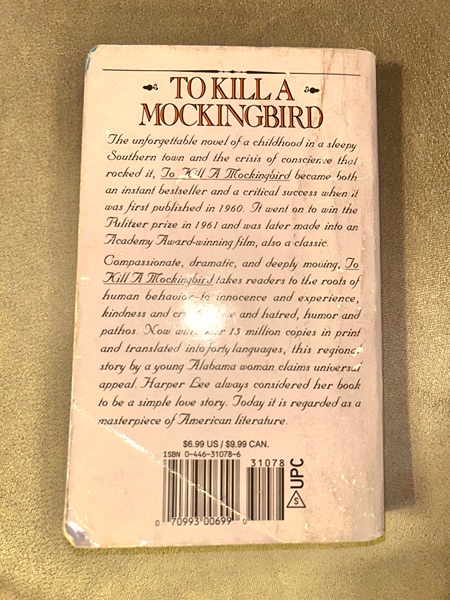 TO KILL A
MOCKINGBIRD
The unforgettable novel of a childhood in a sleepy
Southern town and the crisis of conscience that
rocked it, To Kill A Mockingbird became both
an instant bestseller and a critical success when it
was first published in 1960. It went on to win the
Pulitzer prize in 1961 and was later made into an
Academy Award-winning film, also a classic.
Compassionate, dramatic, and deeply moving, To
Kill A Mockingbird takes readers to the roots of
human behavior to innocence and experience,
kindness and and hatred, humor and
pathos. Now with over 15 million copies in print
and translated into forty languages, this regional
story by a young Alabama woman claims universal
appeal. Harper Lee always considered her book
to be a simple love story. Today it is regarded as a
masterpiece of American literature.
$6.99 US / $9.99 CAN.
ISBN 0-446-31078-6
31078
UPC
S
0 70993 00699 0